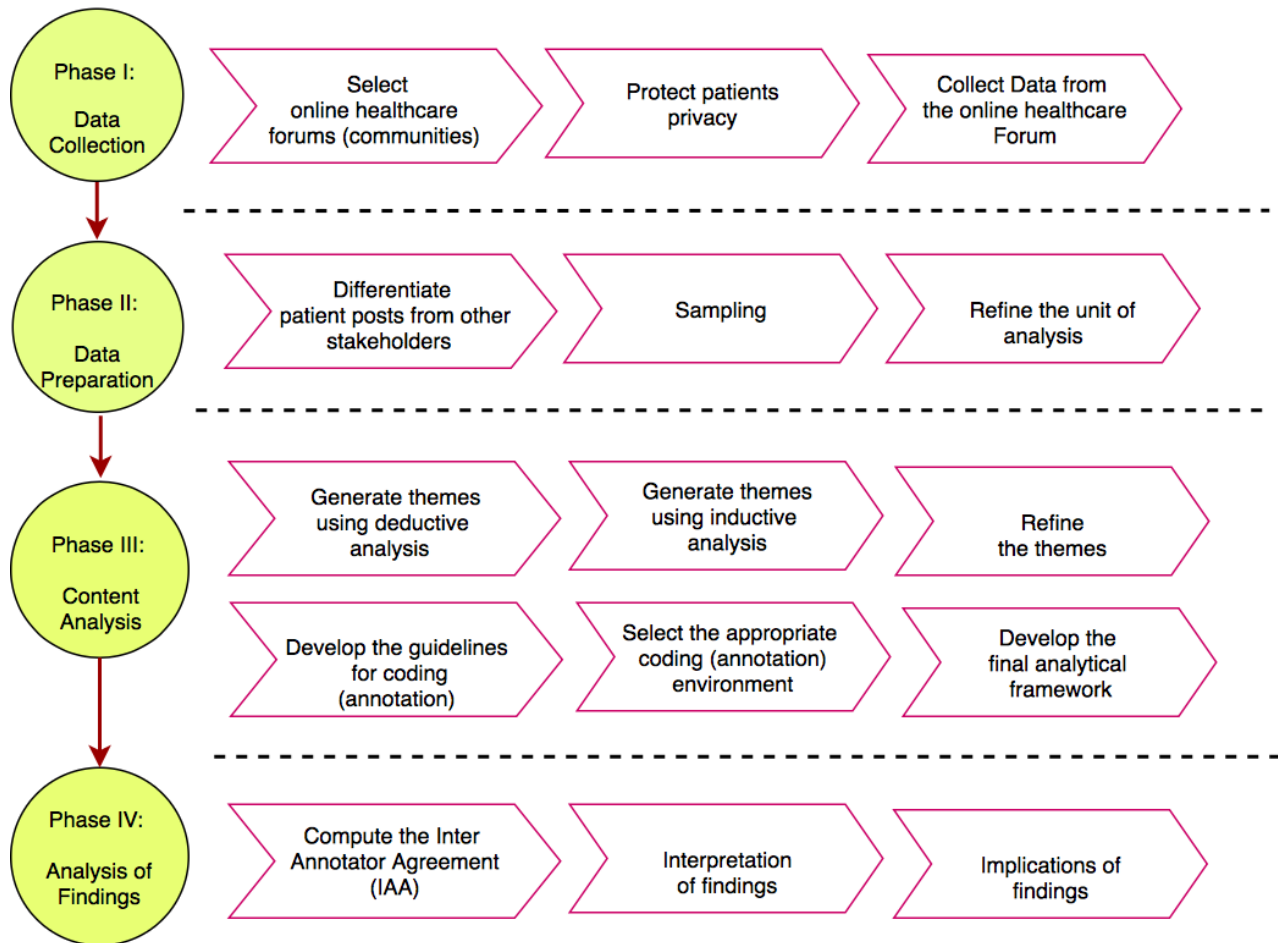 Phase I:
Data
Collection
Select
online healthcare
forums (communities)
Protect patients
privacy
Collect Data from
the online healthcare
Forum
Phase II:
Data
Preparation
Differentiate
patient posts from other
stakeholders
Sampling
Refine the unit of
analysis
Phase III:
Content
Analysis
Generate themes
using deductive
analysis
Generate themes
using inductive
analysis
Refine
the themes
Develop the guidelines
for coding
(annotation)
Select the appropriate
coding (annotation)
environment
Develop the
final analytical
framework
Phase IV:
Analysis of
Findings
Compute the Inter
Annotator Agreement
(IAA)
Interpretation
of findings
Implications of
findings